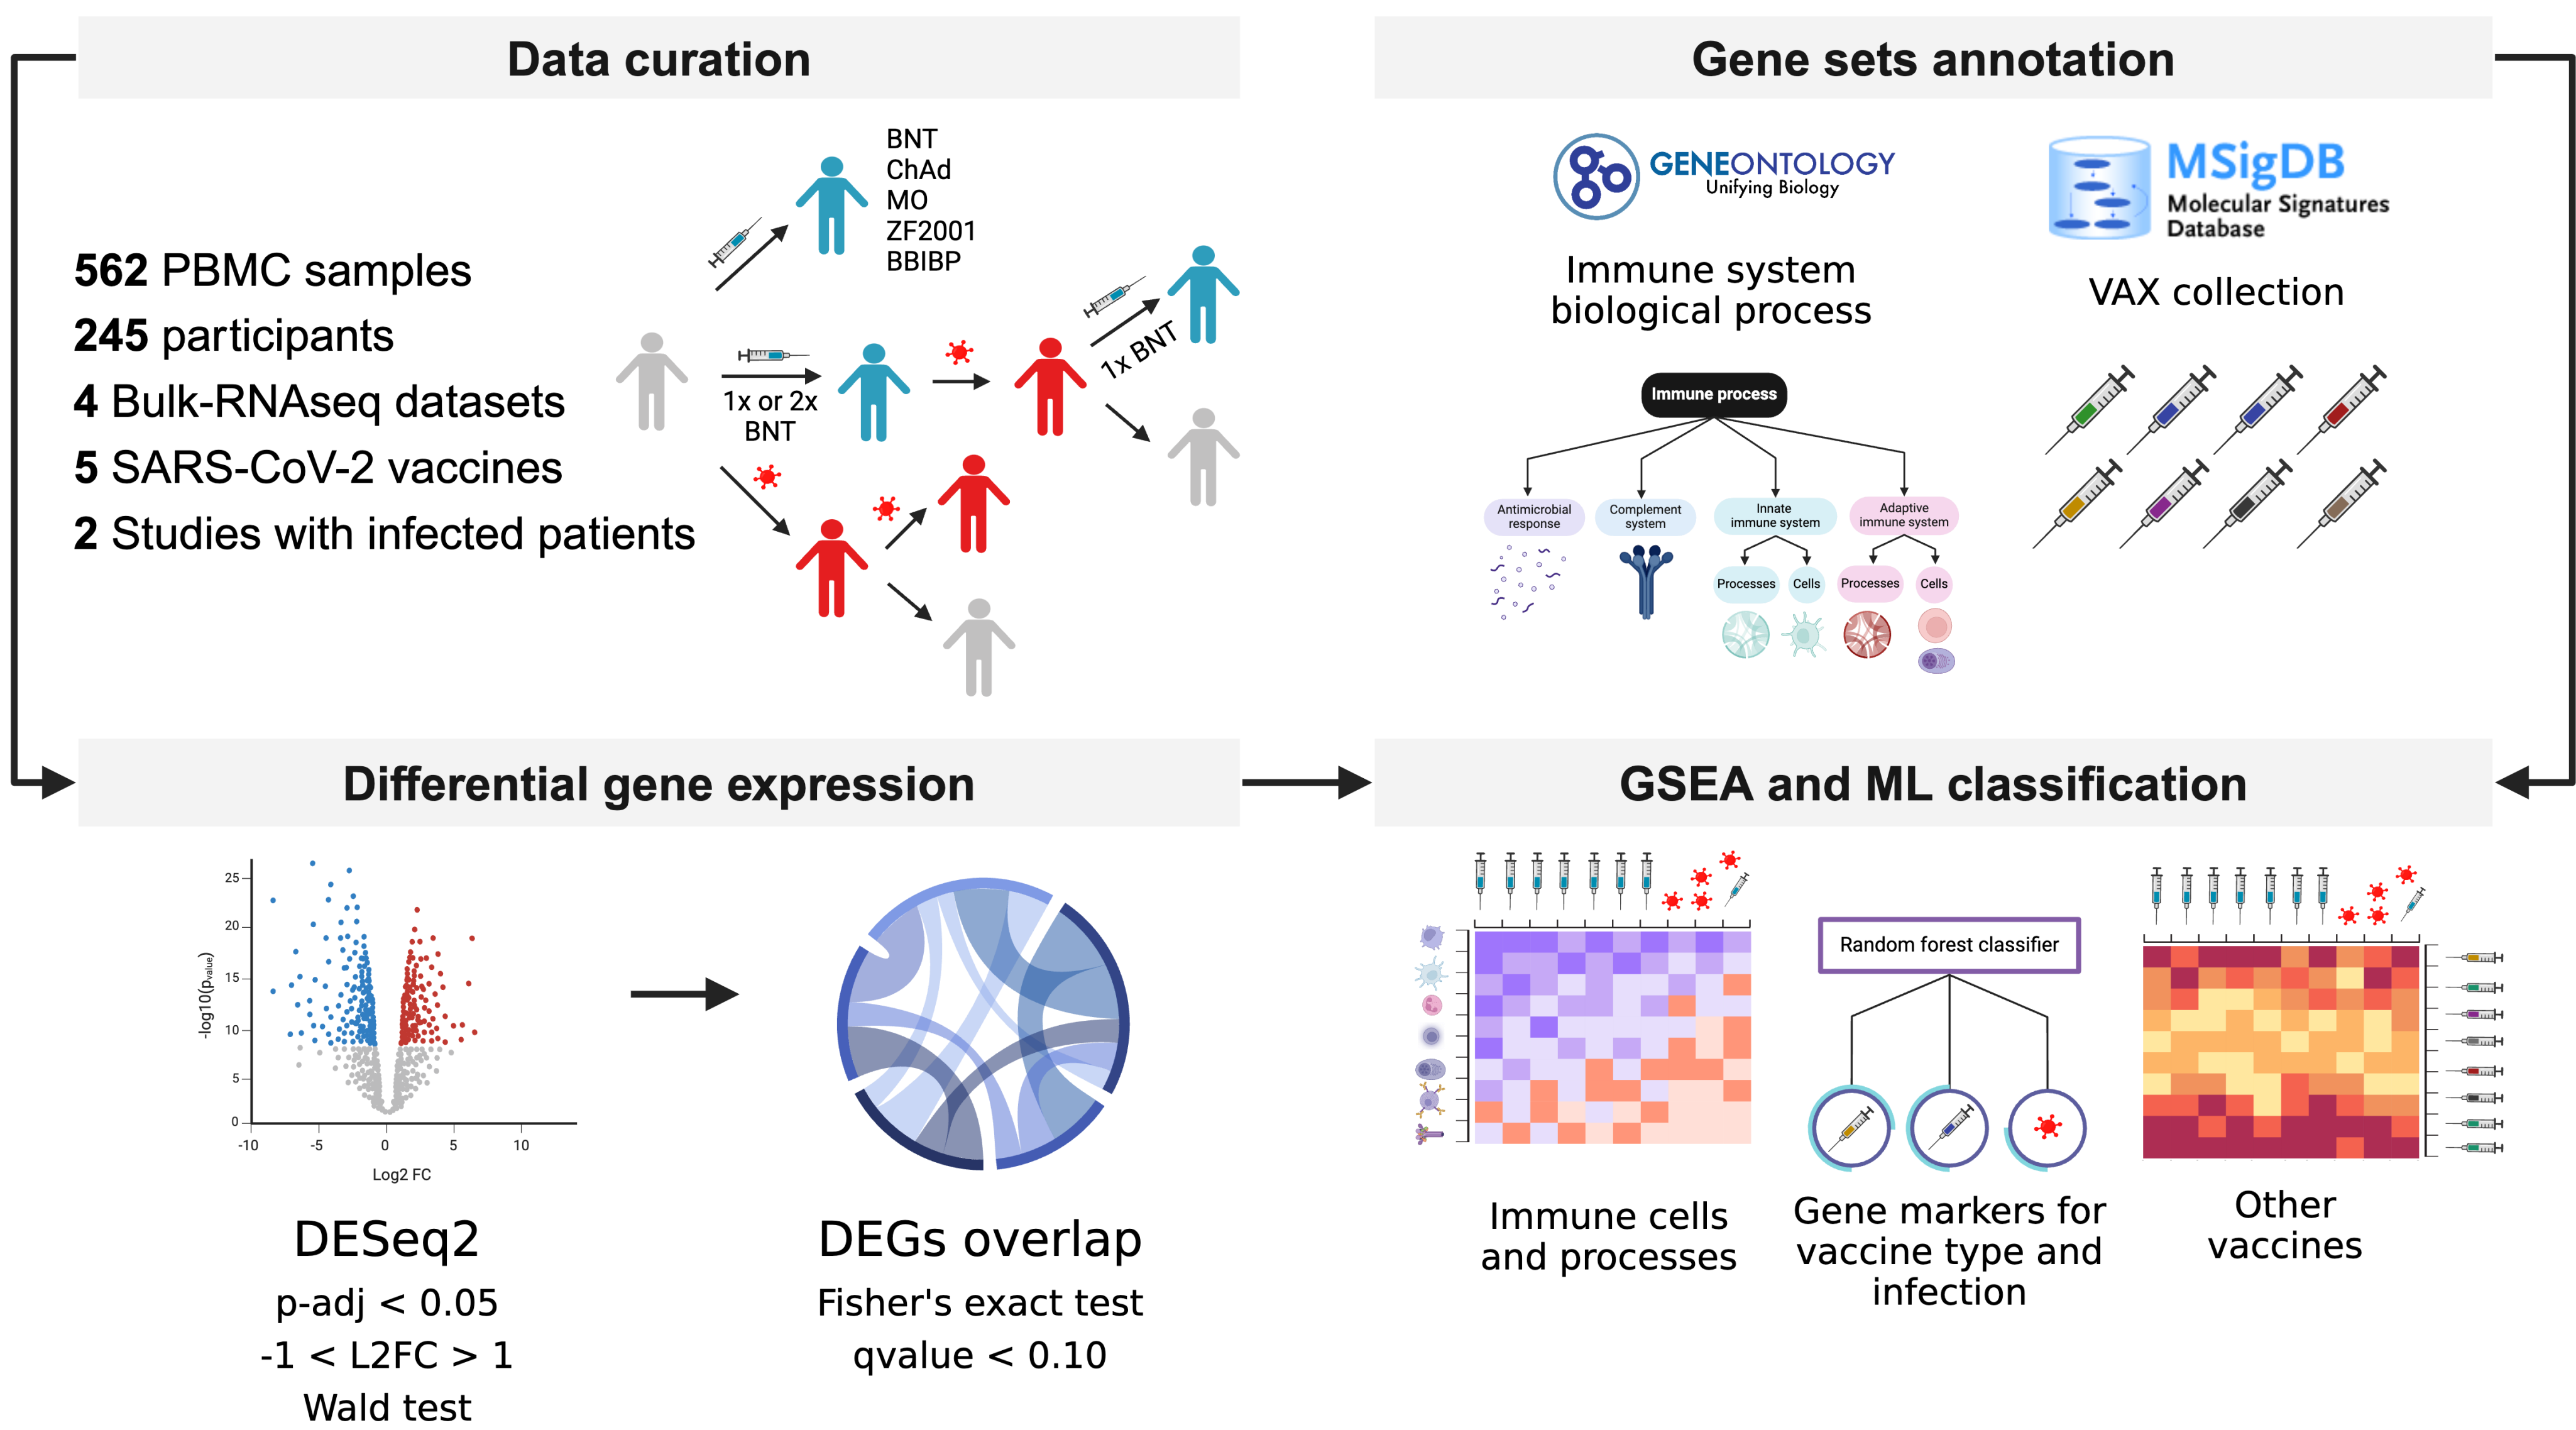 Data curation
562 PBMC samples
245 participants
4 Bulk-RNAseq datasets
5 SARS-CoV-2 vaccines
2 Studies with infected patients
BNT
ChAd
MO
ZF2001
BBIBP
1x or 2x
BNT
1x BNT
Gene sets annotation
go
GENEONTOLOGY
Unifying Biology
Immune system
biological process
MSigDB
Molecular Signatures
Database
VAX collection
Immune process
Antimicrobial
response
Complement
system
Innate
immune system
Adaptive
immune system
Processes
Cells
Processes
Cells
Differential gene expression
-log10(pvalue)
25
20
15
10
5
0
-10
-5
0
5
10
Log2 FC
DESeq2
p-adj < 0.05
-1 < L2FC > 1
Wald test
DEGs overlap
Fisher's exact test
qvalue < 0.10
GSEA and ML classification
Immune cells
and processes
Random forest classifier
Gene markers for
vaccine type and
infection
Other
vaccines